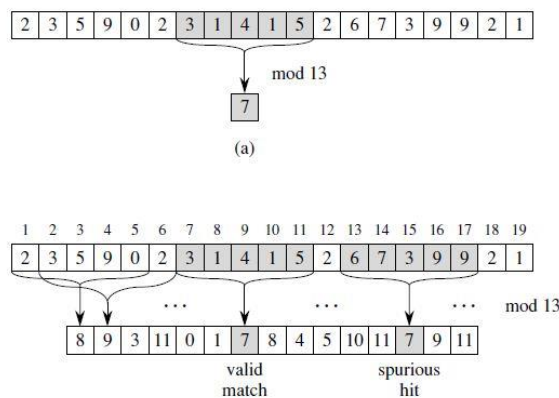 2 3 5 9 0 2 3 1 4 1 5 2 6 7 3 9 9 2 1
mod 13
7
(a)
1 2 3 4 5 6 7 8 9 10 11 12 13 14 15 16 17 18 19
2 3 5 9 0 2 3 1 4 1 5 2 6 7 3 9 9 2 1
... ... ... mod 13
8 9 3 11 0 1 7 8 4 5 10 11 7 9 11
valid spurious
match hit